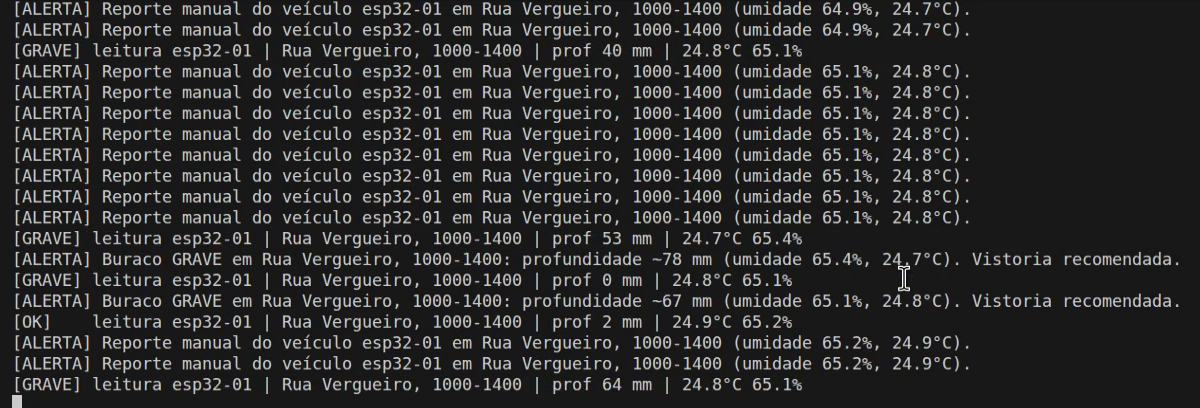 [ALERTA] Reporte manual do veículo esp32-01 em Rua Vergueiro, 1000-1400 (umidade 64.9%, 24.7°C).
[ALERTA] Reporte manual do veículo esp32-01 em Rua Vergueiro, 1000-1400 (umidade 64.9%, 24.7°C).
[GRAVE] leitura esp32-01 | Rua Vergueiro, 1000-1400 | prof 40 mm | 24.8°C 65.1%
[ALERTA] Reporte manual do veículo esp32-01 em Rua Vergueiro, 1000-1400 (umidade 65.1%, 24.8°C).
[ALERTA] Reporte manual do veículo esp32-01 em Rua Vergueiro, 1000-1400 (umidade 65.1%, 24.8°C).
[ALERTA] Reporte manual do veículo esp32-01 em Rua Vergueiro, 1000-1400 (umidade 65.1%, 24.8°C).
[ALERTA] Reporte manual do veículo esp32-01 em Rua Vergueiro, 1000-1400 (umidade 65.1%, 24.8°C).
[ALERTA] Reporte manual do veículo esp32-01 em Rua Vergueiro, 1000-1400 (umidade 65.1%, 24.8°C).
[ALERTA] Reporte manual do veículo esp32-01 em Rua Vergueiro, 1000-1400 (umidade 65.1%, 24.8°C).
[ALERTA] Reporte manual do veículo esp32-01 em Rua Vergueiro, 1000-1400 (umidade 65.1%, 24.8°C).
[ALERTA] Reporte manual do veículo esp32-01 em Rua Vergueiro, 1000-1400 (umidade 65.1%, 24.8°C).
[GRAVE] leitura esp32-01 | Rua Vergueiro, 1000-1400 | prof 53 mm | 24.7°C 65.4%
[ALERTA] Buraco GRAVE em Rua Vergueiro, 1000-1400: profundidade ~78 mm (umidade 65.4%, 24.7°C). Vistoria recomendada.
[GRAVE] leitura esp32-01 | Rua Vergueiro, 1000-1400 | prof 0 mm | 24.8°C 65.1%
[ALERTA] Buraco GRAVE em Rua Vergueiro, 1000-1400: profundidade ~67 mm (umidade 65.1%, 24.8°C). Vistoria recomendada.
[OK]    leitura esp32-01 | Rua Vergueiro, 1000-1400 | prof 2 mm | 24.9°C 65.2%
[ALERTA] Reporte manual do veículo esp32-01 em Rua Vergueiro, 1000-1400 (umidade 65.2%, 24.9°C).
[ALERTA] Reporte manual do veículo esp32-01 em Rua Vergueiro, 1000-1400 (umidade 65.2%, 24.9°C).
[GRAVE] leitura esp32-01 | Rua Vergueiro, 1000-1400 | prof 64 mm | 24.8°C 65.1%